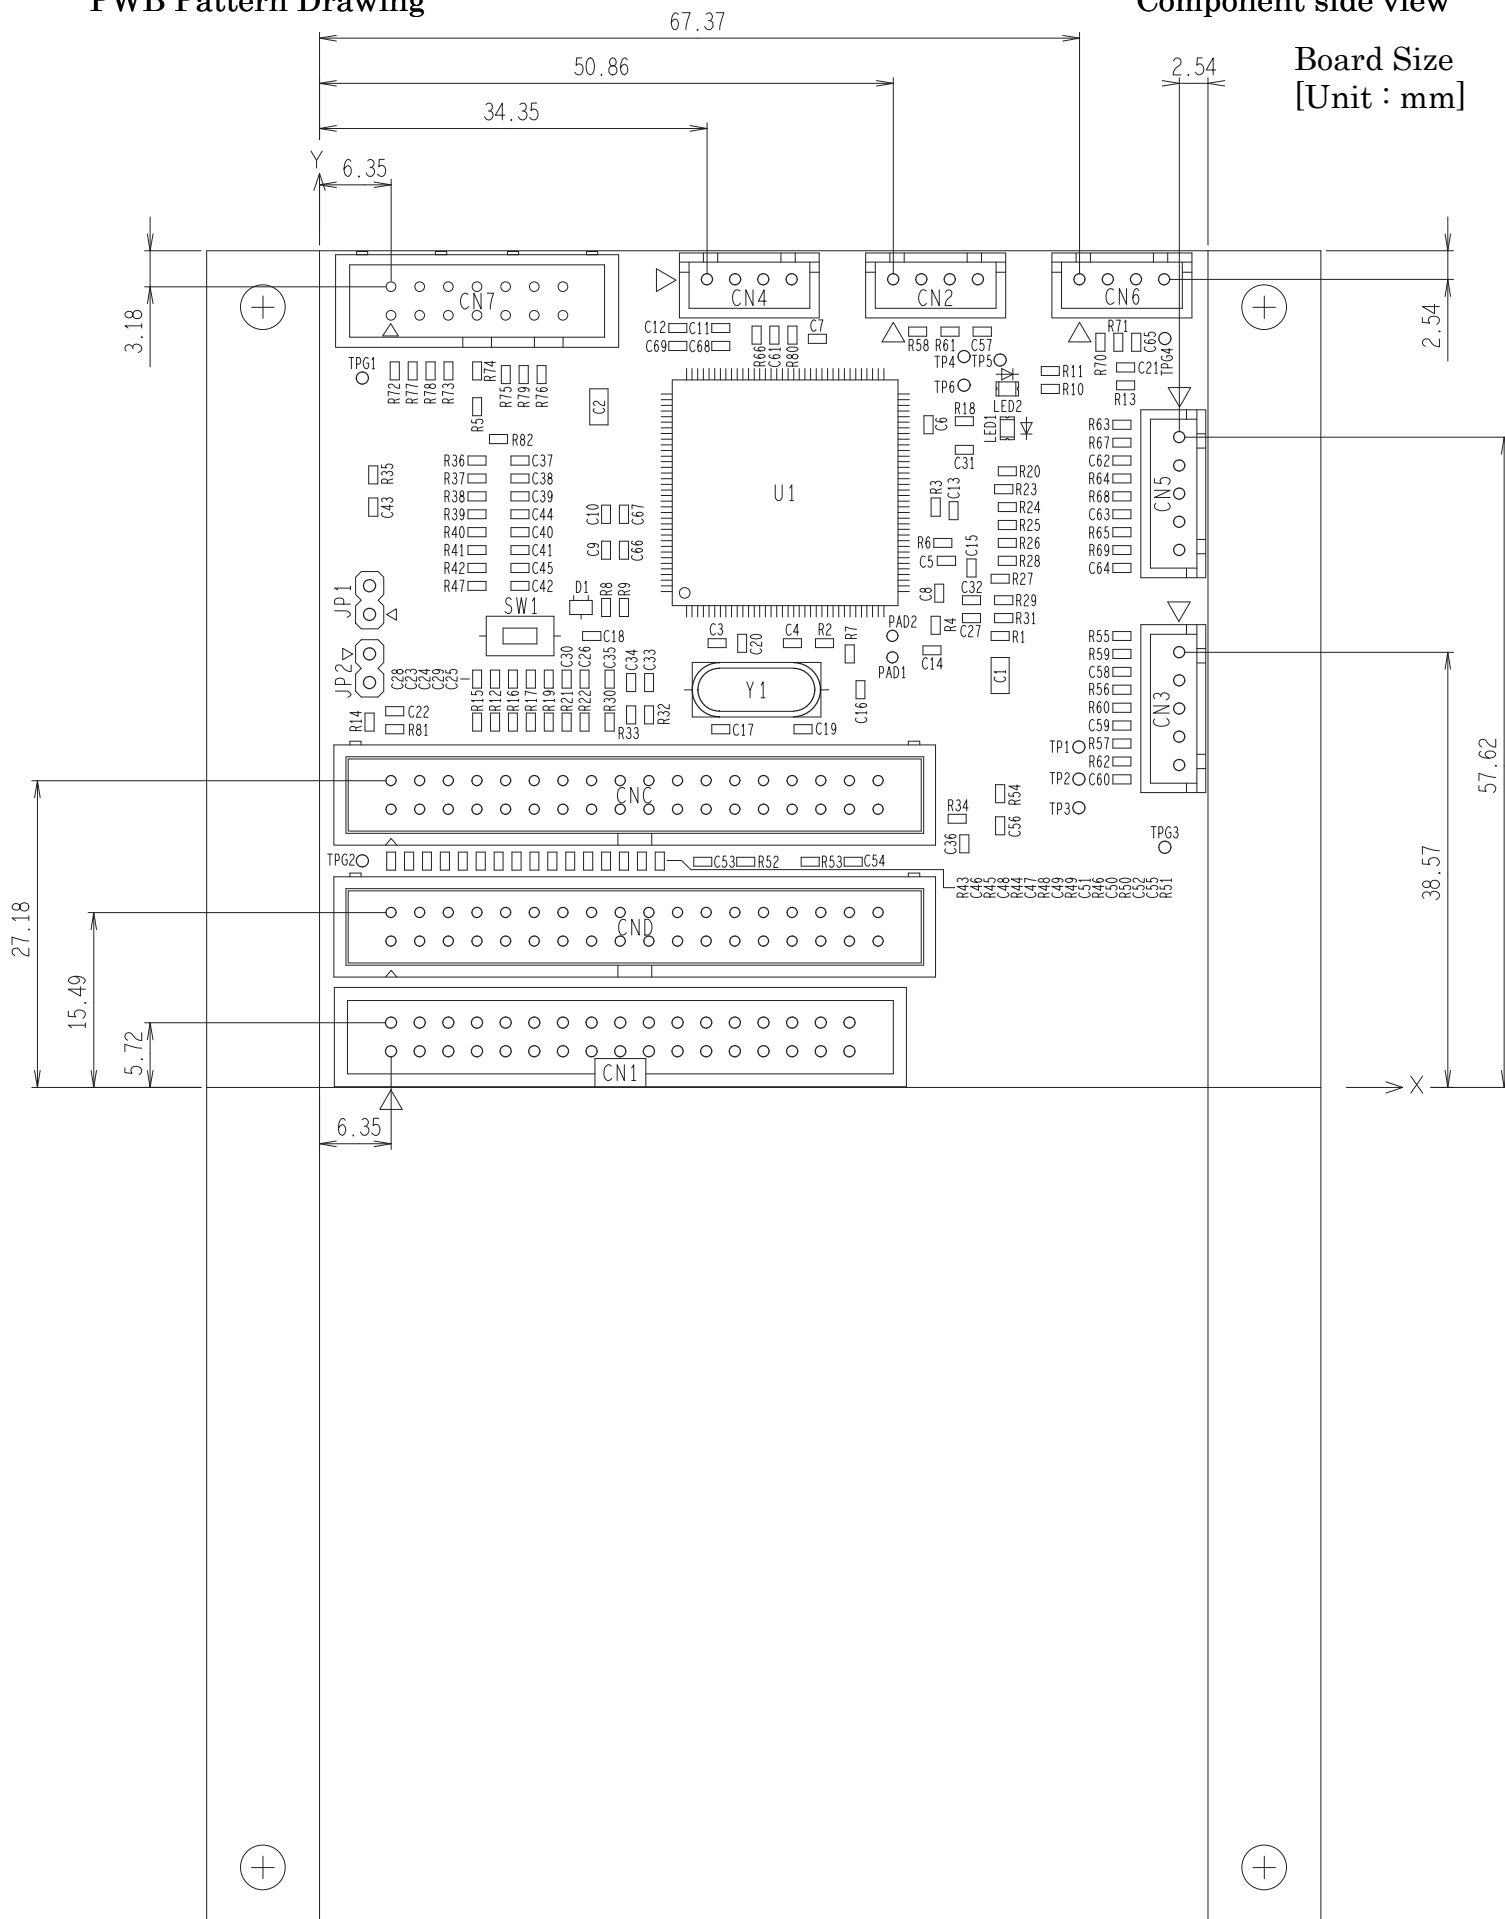 PWB Pattern Drawing
Component side view
67.37
50.86
2.54
Board Size
[Unit : mm]
34.35
Y
6.35
3.18
2.54
CN7
CN4
CN2
CN6
C12
C11
C7
C69
C68
R66
C61
R80
R58
R61
C57
R71
R70
C65
TPG4
TPG1
TP4
TP5
TP6
R72
R77
R78
R73
R74
R75
R79
R76
R11
R10
C21
R13
R5
C2
LED2
LED1
R18
C6
C31
R82
R35
C43
R36
C37
R37
C38
R38
C39
R39
C44
R40
C40
R41
C41
R42
C45
R47
C42
C10
C67
C9
C66
U1
R3
C13
R20
R23
R24
R25
R26
R28
R27
R29
R31
R1
R6
C5
C15
C8
C32
C27
R4
R63
R67
C62
R64
R68
C63
R65
R69
C64
CN5
JP1
JP2
SW1
D1
R8
R9
C18
C3
C20
C4
R2
R7
PAD2
PAD1
C14
C1
C16
Y1
C28
C23
C24
C29
C25
C30
C26
C35
C34
C33
R15
R12
R16
R17
R19
R21
R22
R30
R33
R32
R14
C22
R81
C17
C19
R55
R59
C58
R56
R60
C59
R57
R62
C60
CN3
TP1
TP2
TP3
57.62
CNC
R54
R34
C56
C36
TPG3
TPG2
C53
R52
R53
C54
R43
C46
R45
C48
R44
C47
R48
C49
R49
C51
R46
C50
R50
C52
C55
R51
38.57
27.18
CND
15.49
5.72
CN1
X
6.35